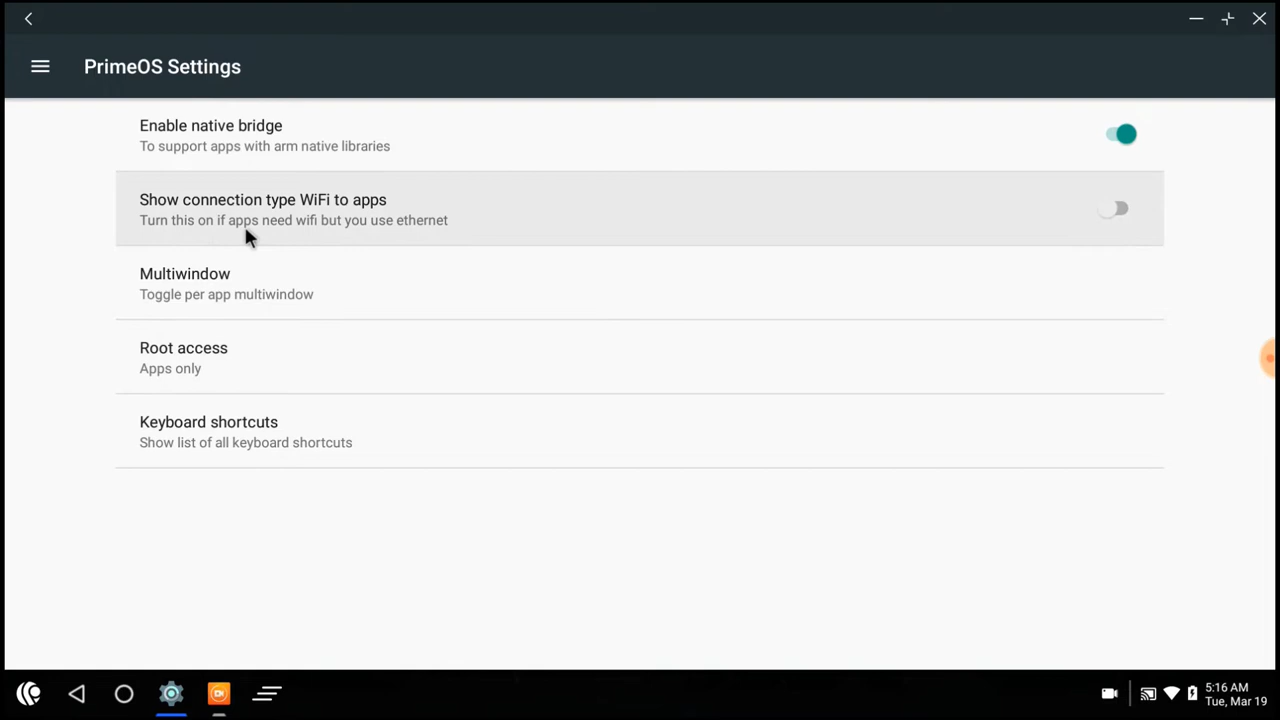 PrimeOS Settings
Enable native bridge
To support apps with arm native libraries
Show connection type WiFi to apps
Turn this on if apps need wifi but you use ethernet
Multiwindow
Toggle per app multiwindow
Root access
Apps only
Keyboard shortcuts
Show list of all keyboard shortcuts
5:16 AM
Tue, Mar 19